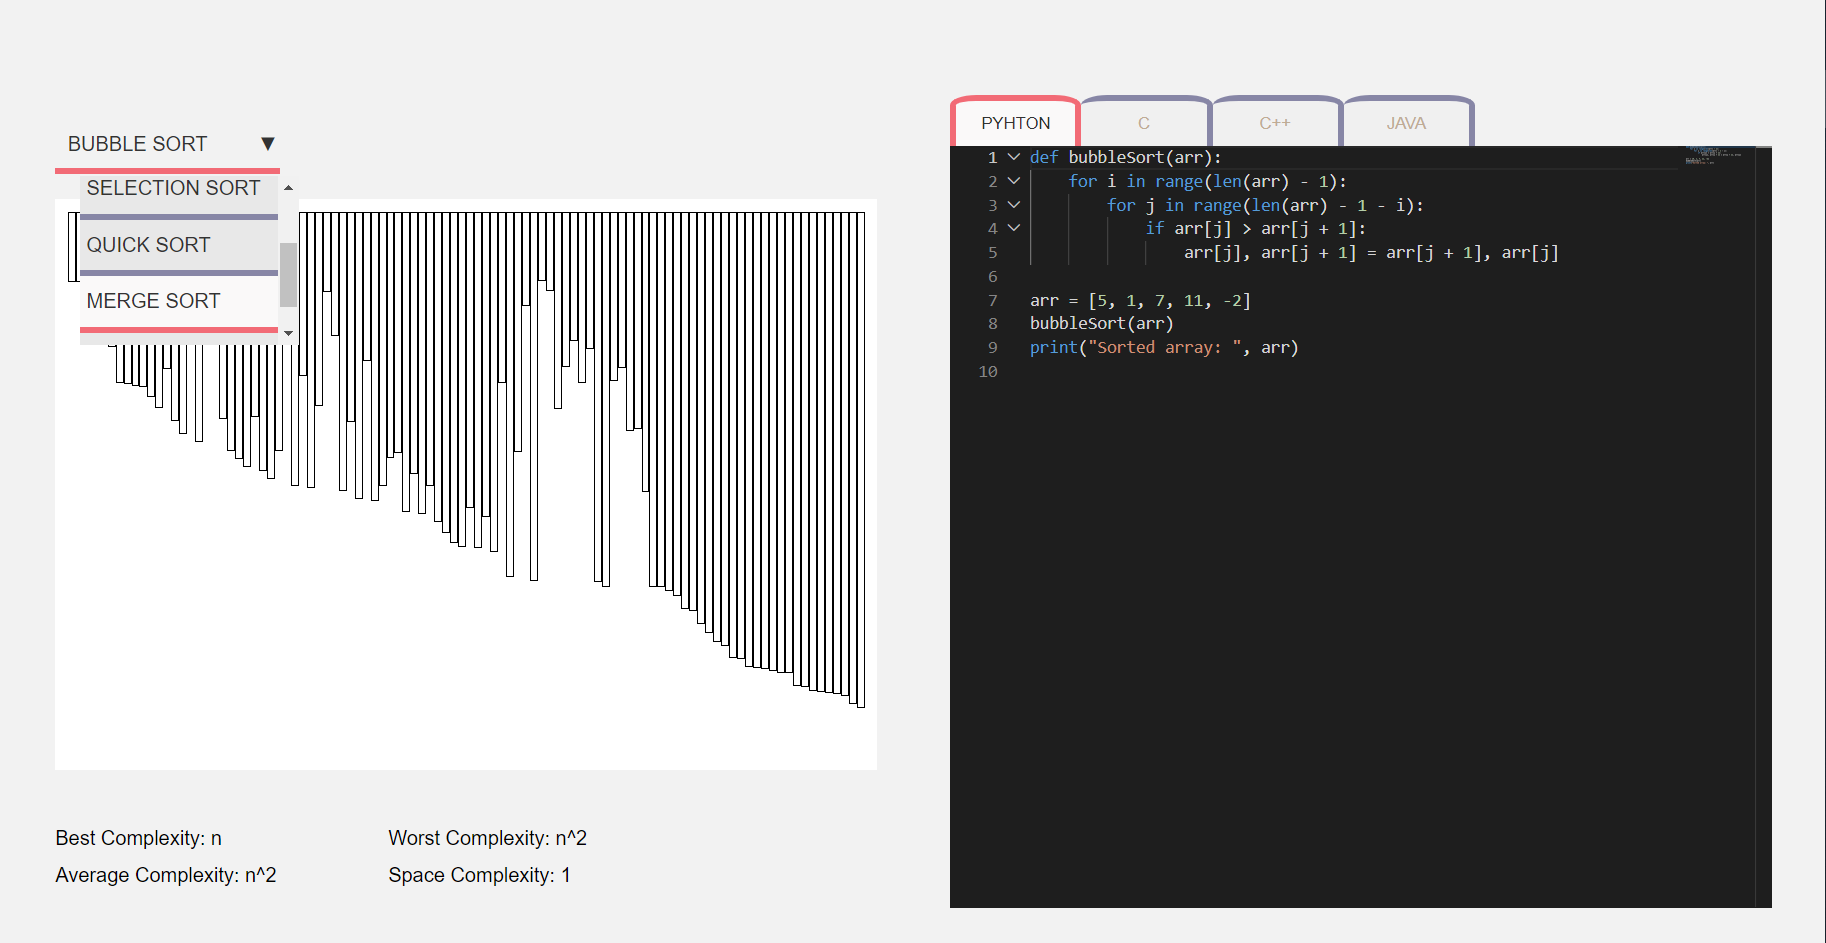 BUBBLE SORT ▼
SELECTION SORT
QUICK SORT
MERGE SORT
Best Complexity: n
Worst Complexity: n^2
Average Complexity: n^2
Space Complexity: 1
PYHTON
C
C++
JAVA
1 def bubbleSort(arr):
2     for i in range(len(arr) - 1):
3         for j in range(len(arr) - 1 - i):
4             if arr[j] > arr[j + 1]:
5                 arr[j], arr[j + 1] = arr[j + 1], arr[j]
6
7 arr = [5, 1, 7, 11, -2]
8 bubbleSort(arr)
9 print("Sorted array: ", arr)
10